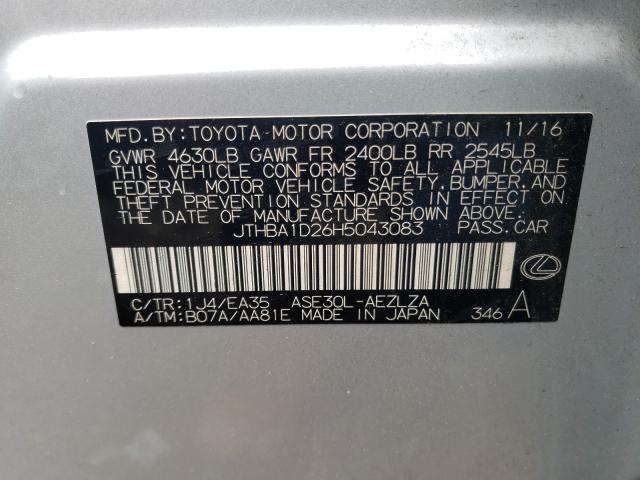 MFD. BY: TOYOTA MOTOR CORPORATION 11/16
GVWR 4630LB GAWR FR 2400LB RR 2545LB
THIS VEHICLE CONFORMS TO ALL APPLICABLE
FEDERAL MOTOR VEHICLE SAFETY, BUMPER, AND
THEFT PREVENTION STANDARDS IN EFFECT ON
THE DATE OF MANUFACTURE SHOWN ABOVE.
JTHBA1D26H5043083 PASS. CAR
C/TR: 1J4/EA35 ASE30L-AEZLZA
A/TM: B07A/AA81E MADE IN JAPAN 346 A